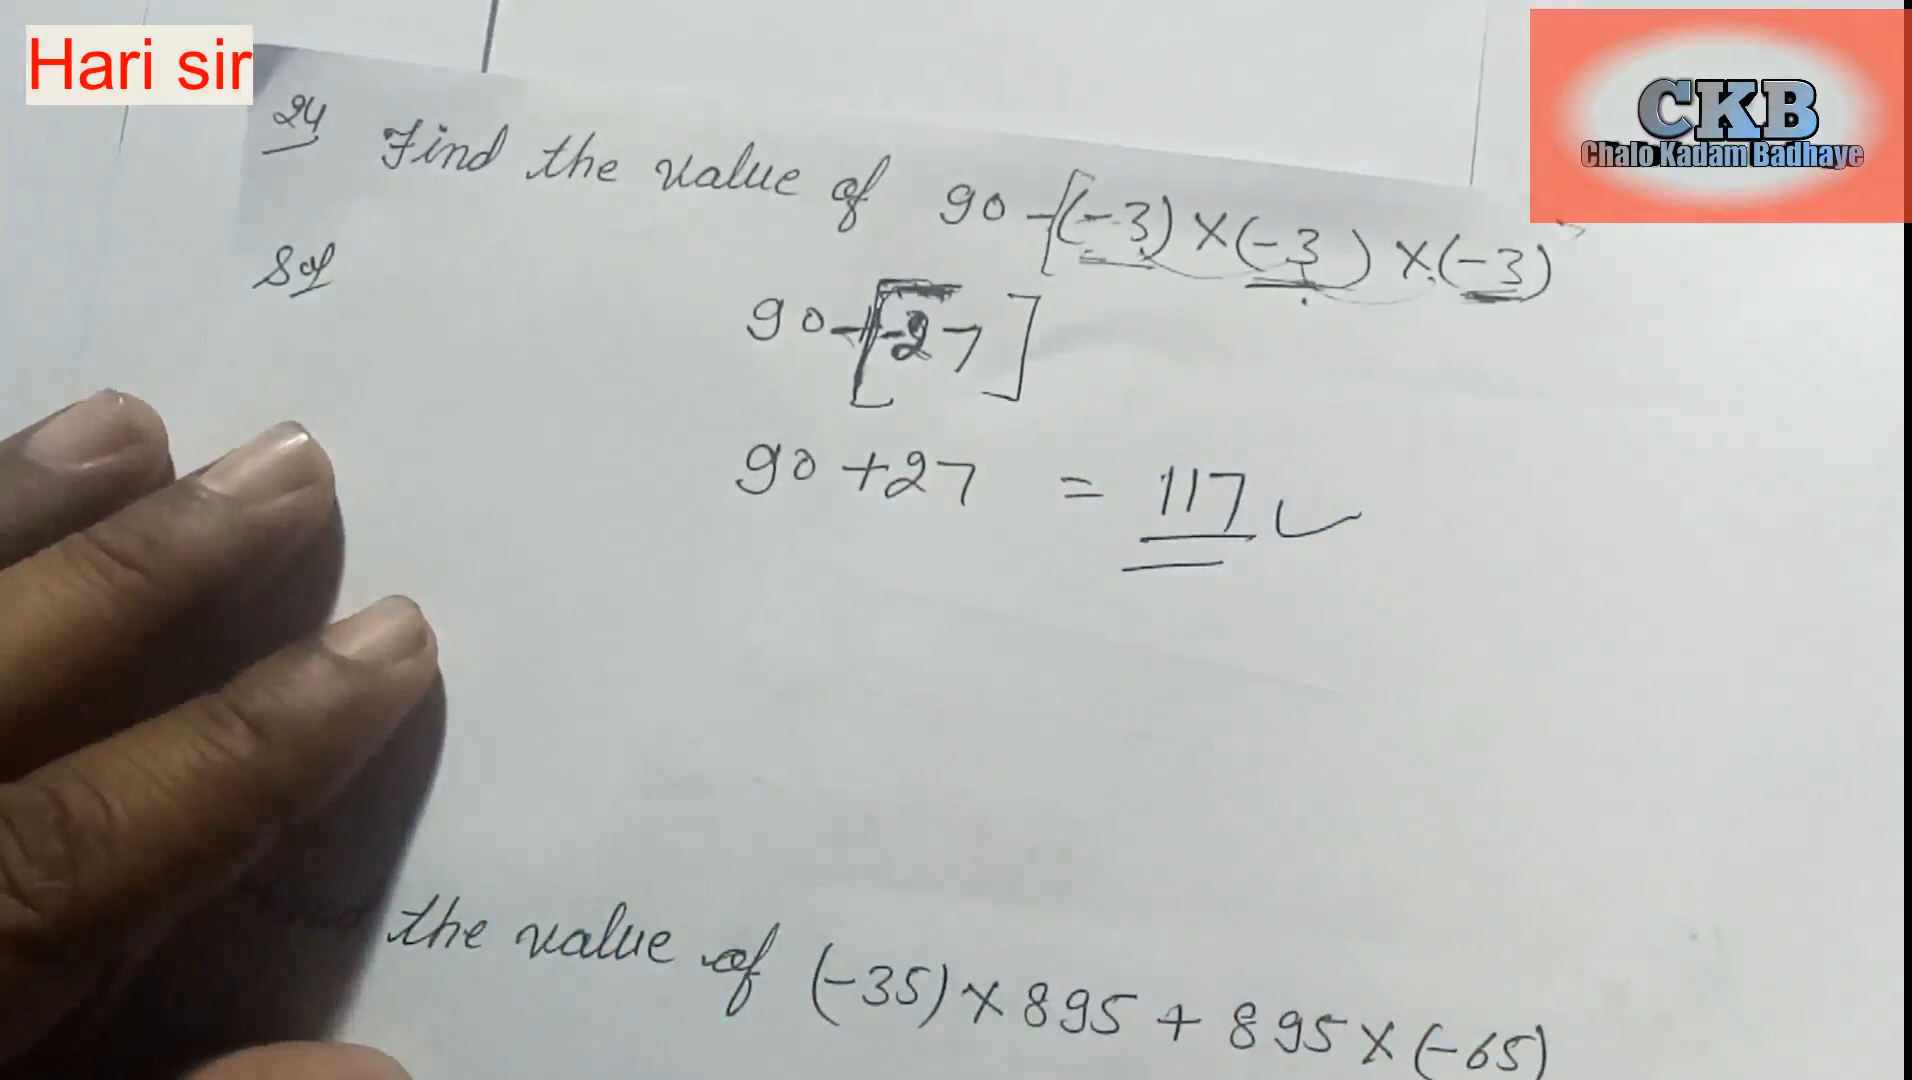 Hari sir
CKB
Chalo Kadam Badhaye
24 Find the value of 90-[(-3)×(-3)×(-3)
Sol
90-[-27]
90+27 = 117
the value of (-35)×895+895×(-65)